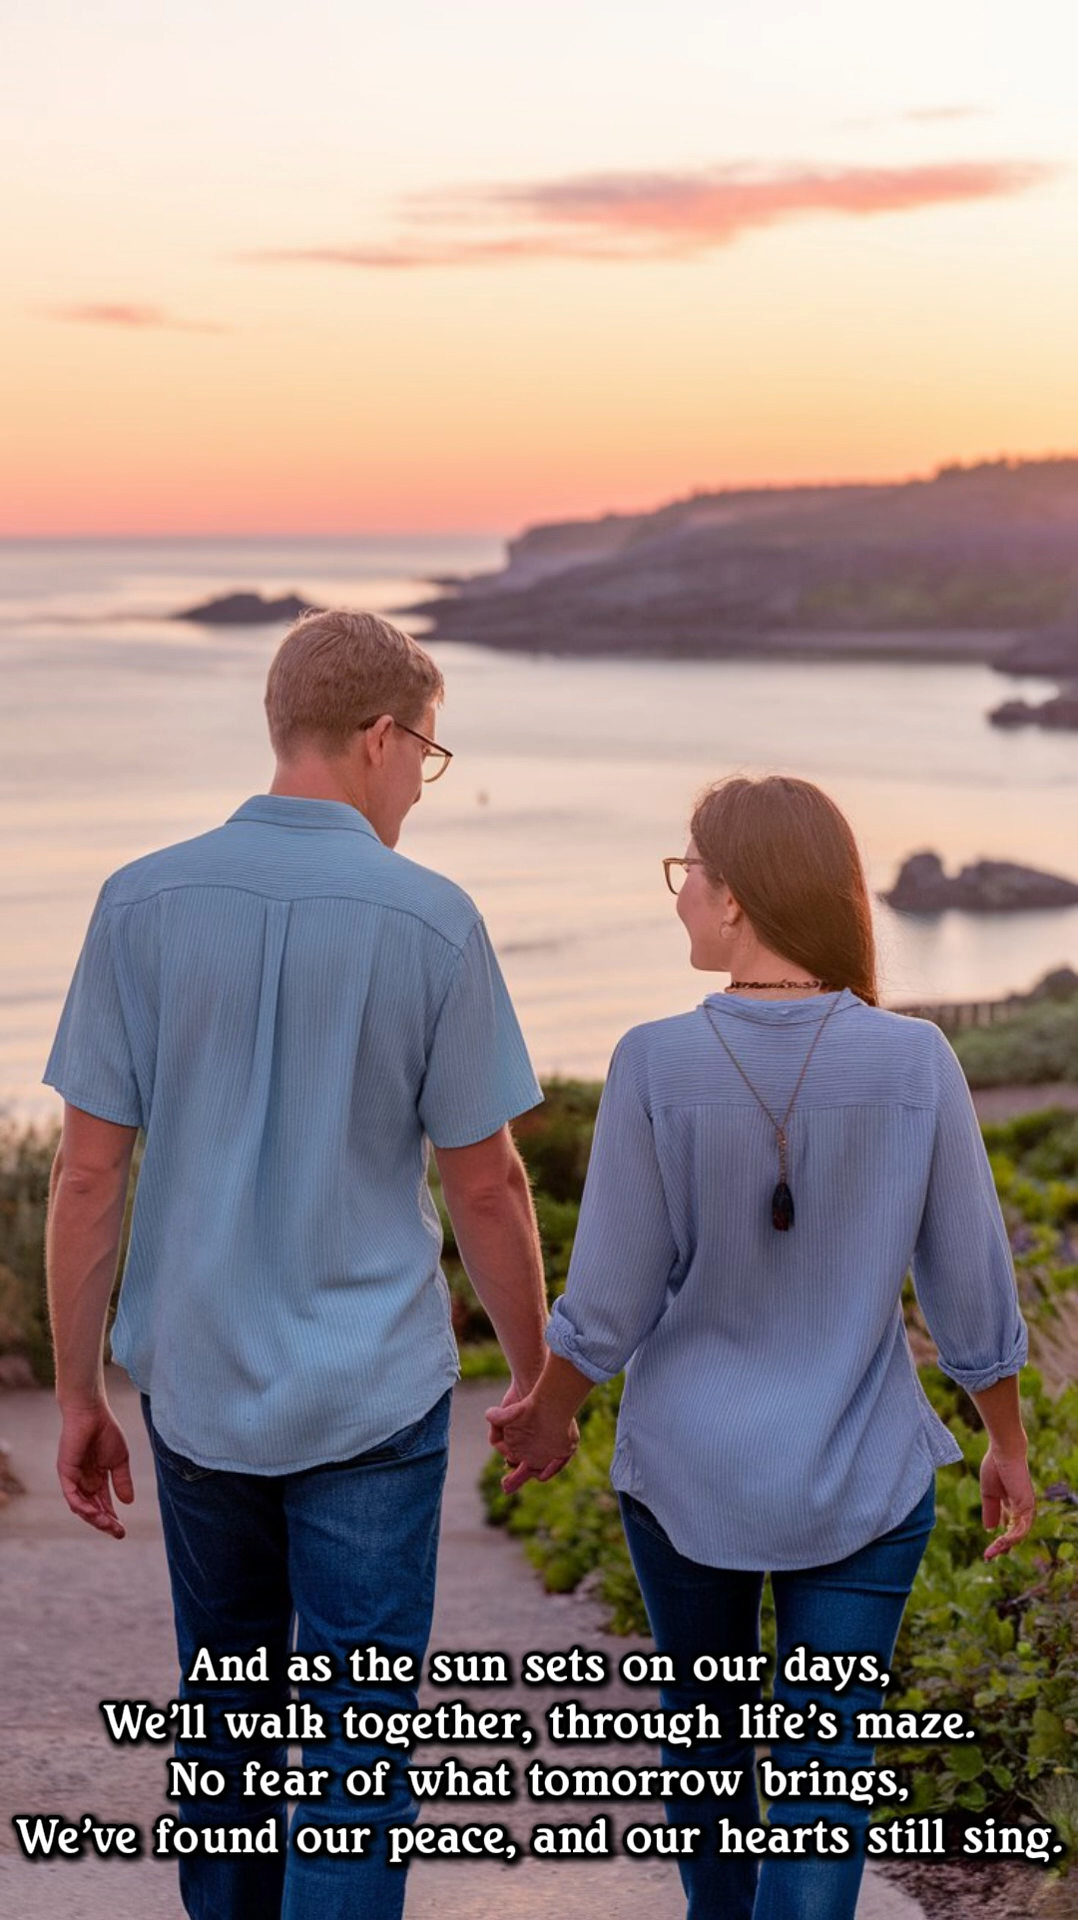 And as the sun sets on our days,
We'll walk together, through life's maze.
No fear of what tomorrow brings,
We've found our peace, and our hearts still sing.